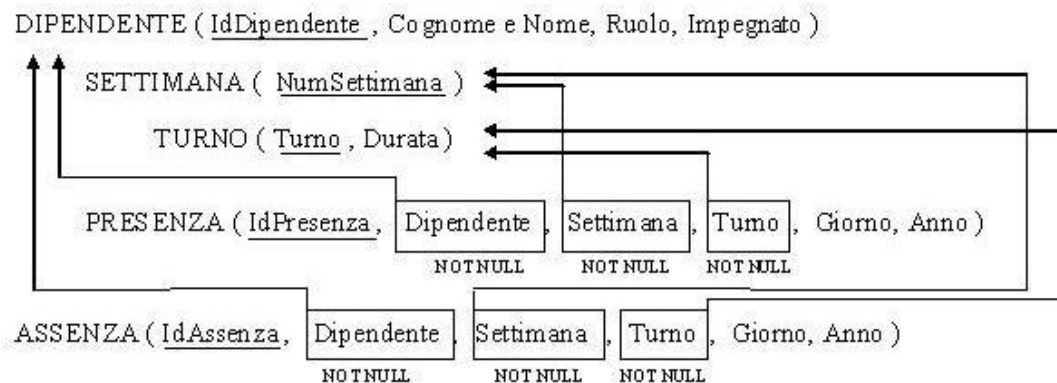 DIPENDENTE ( IdDipendente , Cognome e Nome, Ruolo, Impegnato )
SETTIMANA ( NumSettimana )
TURNO ( Turno , Durata)
PRESENZA ( IdPresenza, Dipendente , Settimana , Turno , Giorno, Anno )
NOT NULL NOT NULL NOT NULL
ASSENZA ( IdAssenza, Dipendente , Settimana , Turno , Giorno, Anno )
NOT NULL NOT NULL NOT NULL